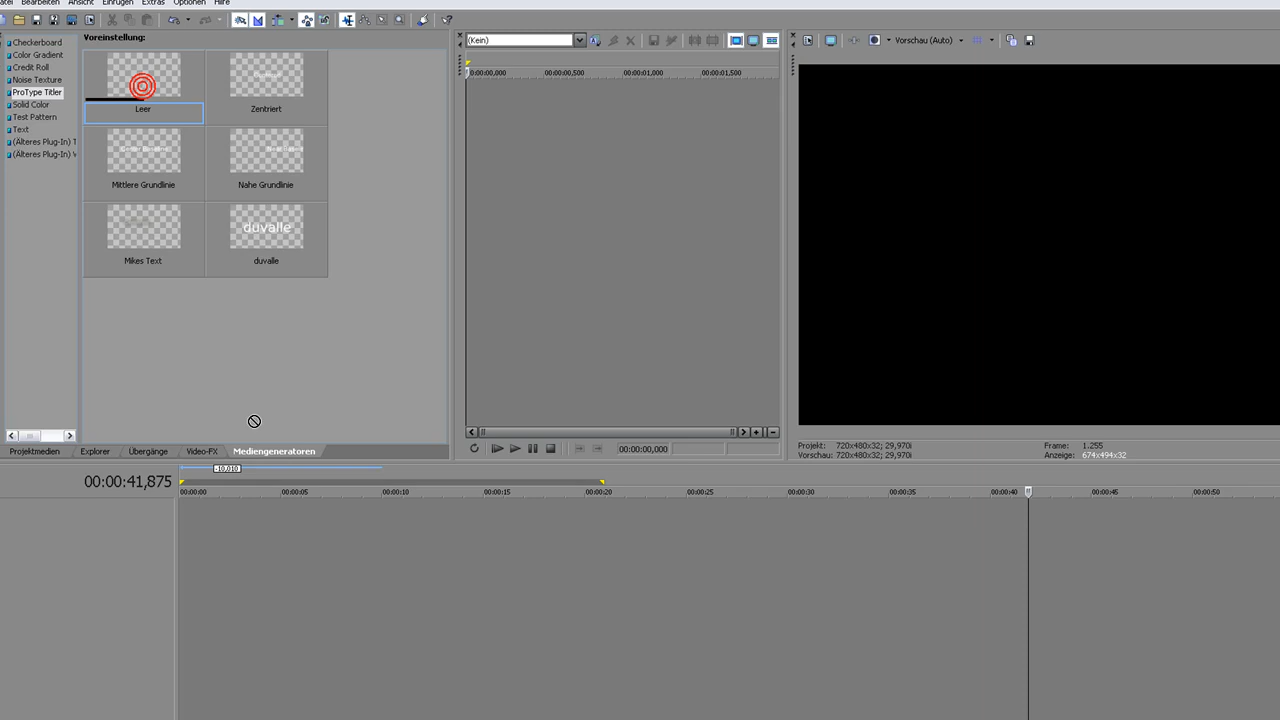 Bearbeiten Ansicht Einfügen Extras Optionen Hilfe
Voreinstellung:
Checkerboard
Color Gradient
Credit Roll
Noise Texture
ProType Titler
Solid Color
Test Pattern
Text
(Älteres Plug-In) T
(Älteres Plug-In) V
Leer
Zentriert
Mittlere Grundlinie
Nahe Grundlinie
duvalle
Mikes Text
duvalle
(Kein)
00:00:00,000 00:00:00,500 00:00:01,000 00:00:01,500
Vorschau (Auto)
00:00:00,000
Projekt: 720x480x32; 29,970i
Vorschau: 720x480x32; 29,970i
Frame: 1.255
Anzeige: 674x494x32
Projektmedien Explorer Übergänge Video-FX Mediengeneratoren
-10.010
00:00:41,875
00:00:00 00:00:05 00:00:10 00:00:15 00:00:20 00:00:25 00:00:30 00:00:35 00:00:40 00:00:45 00:00:50